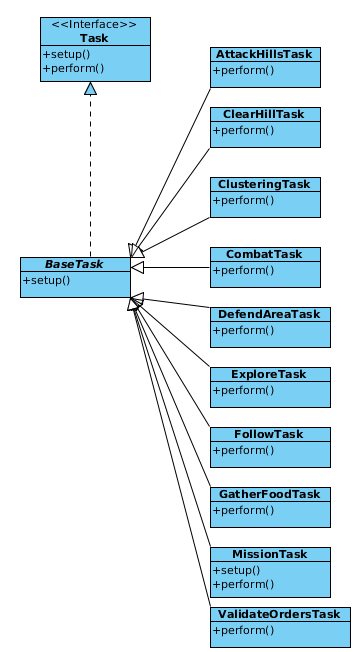 <<Interface>>
Task
+setup()
+perform()
AttackHillsTask
+perform()
ClearHillTask
+perform()
ClusteringTask
+perform()
CombatTask
+perform()
BaseTask
+setup()
DefendAreaTask
+perform()
ExploreTask
+perform()
FollowTask
+perform()
GatherFoodTask
+perform()
MissionTask
+setup()
+perform()
ValidateOrdersTask
+perform()